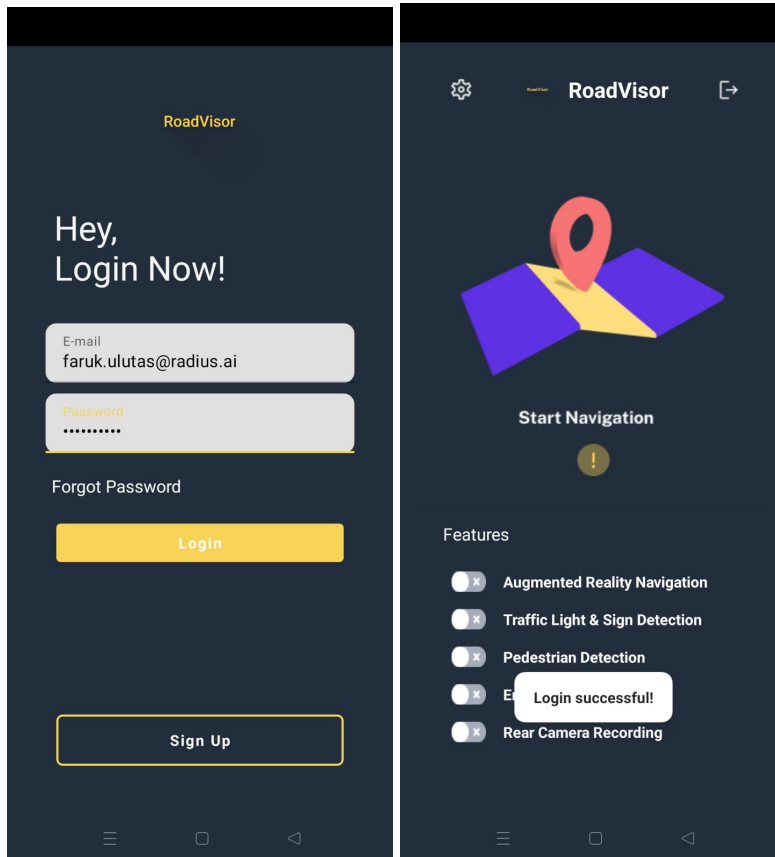 RoadVisor
Hey,
Login Now!
E-mail
faruk.ulutas@radius.ai
Password
••••••••••
Forgot Password
Login
Sign Up
RoadVisor
RoadVisor
Start Navigation
!
Features
Augmented Reality Navigation
Traffic Light & Sign Detection
Pedestrian Detection
Login successful!
Rear Camera Recording